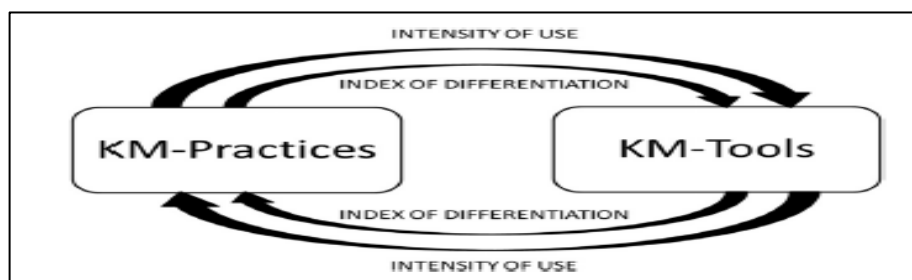 INTENSITY OF USE
INDEX OF DIFFERENTIATION
KM-Practices
KM-Tools
INDEX OF DIFFERENTIATION
INTENSITY OF USE